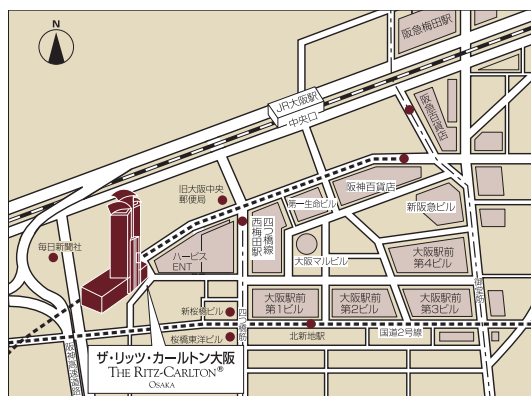 N
阪急梅田駅
JR大阪駅
中央口
阪急百貨店
旧大阪中央
郵便局
四つ橋線
西梅田駅
第一生命ビル
阪神百貨店
新阪急ビル
毎日新聞社
ハービス
ENT
大阪マルビル
大阪駅前
第4ビル
御堂筋
新桜橋ビル
四つ橋筋
大阪駅前
第1ビル
大阪駅前
第2ビル
大阪駅前
第3ビル
桜橋東洋ビル
北新地駅
国道2号線
阪神高速道路
ザ・リッツ・カールトン大阪
THE RITZ-CARLTON®
OSAKA